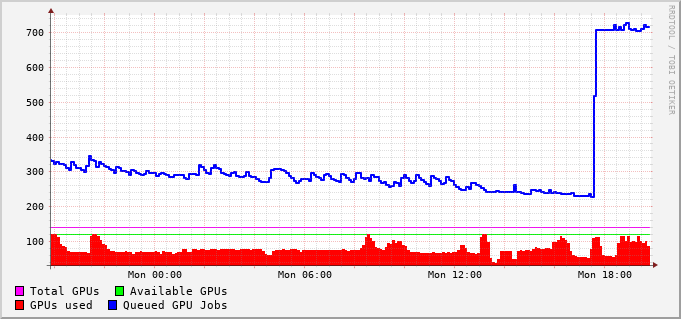 700
600
500
400
300
200
100
Mon 00:00 Mon 06:00 Mon 12:00 Mon 18:00
Total GPUs Available GPUs
GPUs used Queued GPU Jobs
RRDTOOL / TOBI OETIKER